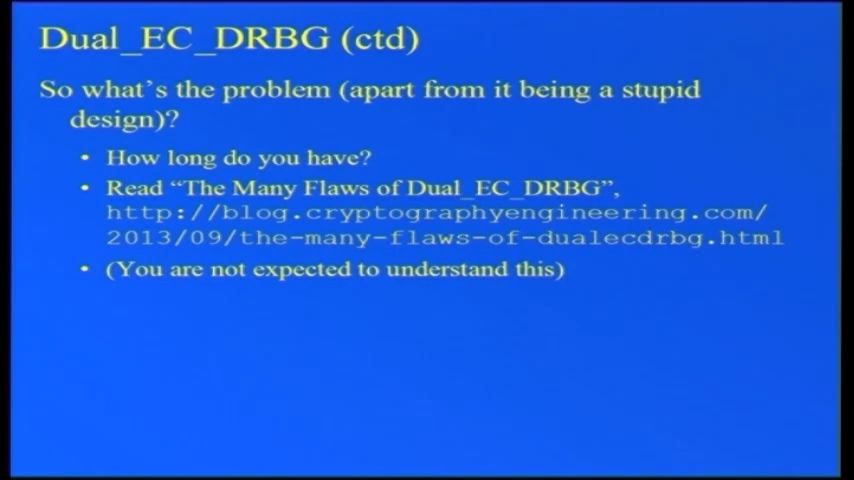 Dual_EC_DRBG (ctd)
So what's the problem (apart from it being a stupid
design)?
• How long do you have?
• Read “The Many Flaws of Dual_EC_DRBG”,
http://blog.cryptographyengineering.com/
2013/09/the-many-flaws-of-dualecdrbg.html
• (You are not expected to understand this)